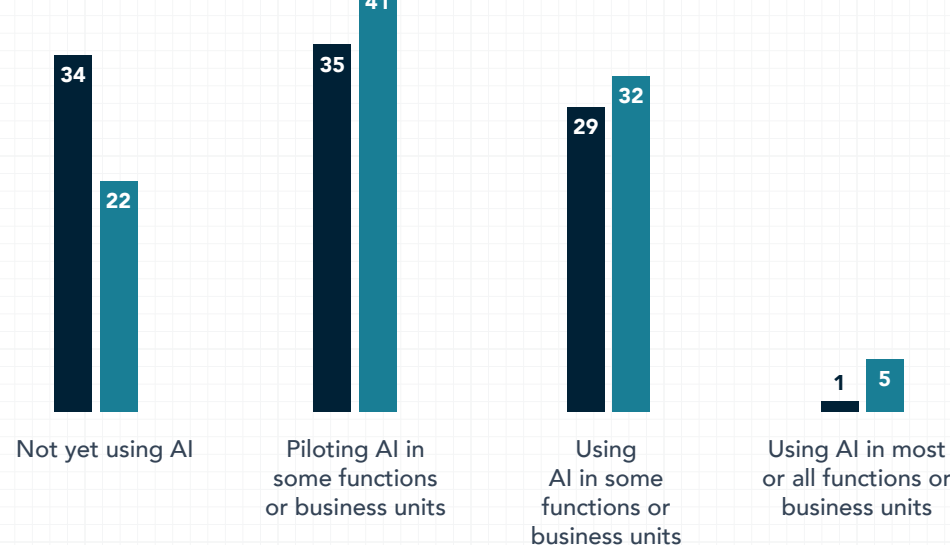 41
34
35
32
29
22
1
5
Not yet using AI
Piloting AI in
some functions
or business units
Using
AI in some
functions or
business units
Using AI in most
or all functions or
business units